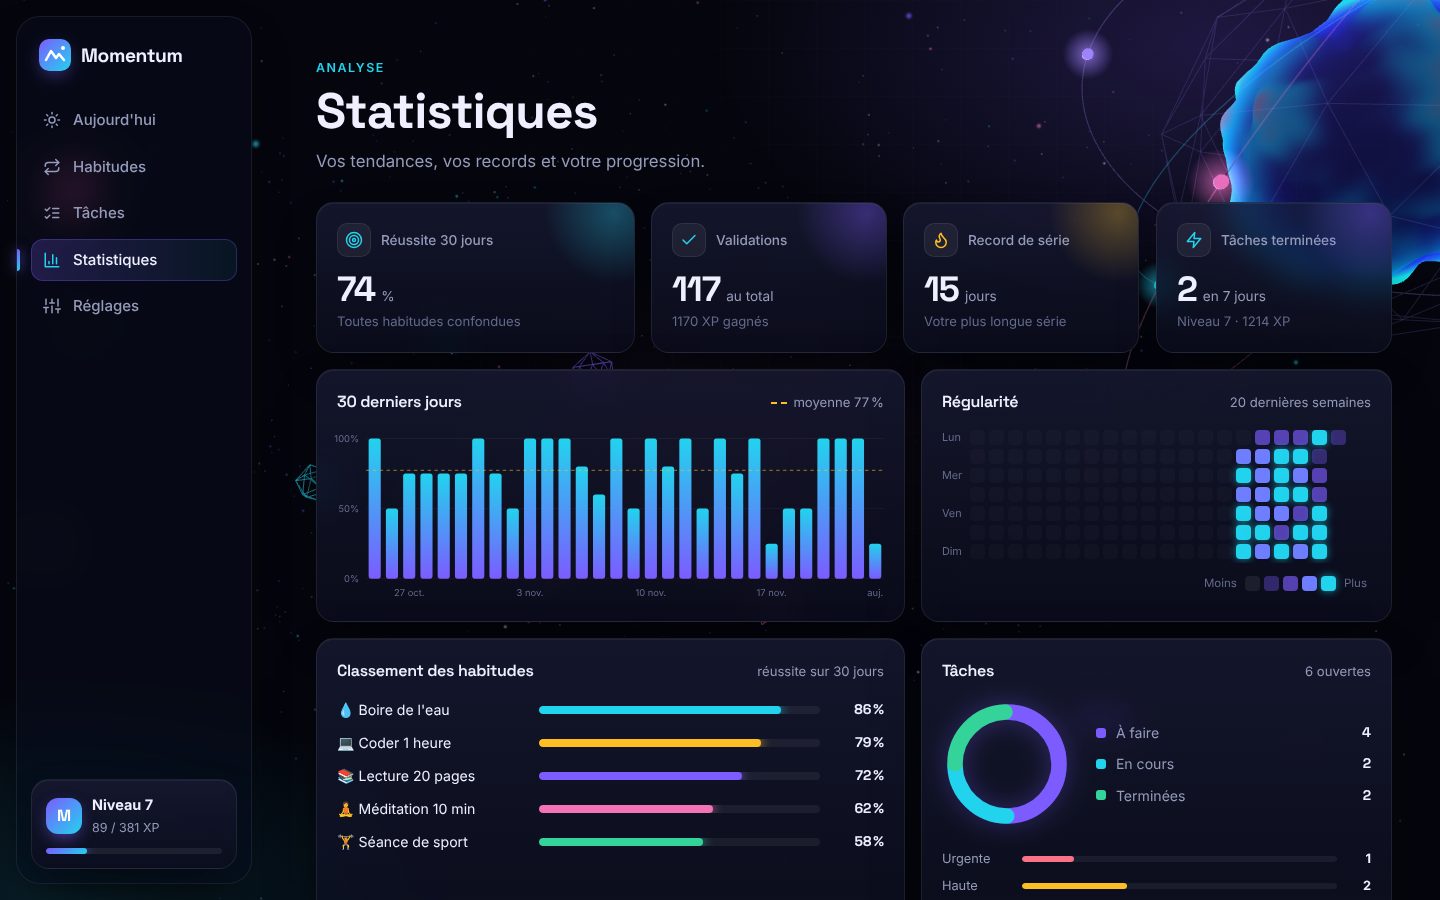 Momentum
Aujourd'hui
Habitudes
Tâches
Statistiques
Réglages
M
Niveau 7
89 / 381 XP
ANALYSE
Statistiques
Vos tendances, vos records et votre progression.
Réussite 30 jours
74 %
Toutes habitudes confondues
Validations
117 au total
1170 XP gagnés
Record de série
15 jours
Votre plus longue série
Tâches terminées
2 en 7 jours
Niveau 7 · 1214 XP
30 derniers jours
moyenne 77 %
100%
50%
0%
27 oct.
3 nov.
10 nov.
17 nov.
auj.
Régularité
20 dernières semaines
Lun
Mer
Ven
Dim
Moins
Plus
Classement des habitudes
réussite sur 30 jours
💧 Boire de l'eau 86 %
💻 Coder 1 heure 79 %
📚 Lecture 20 pages 72 %
🧘 Méditation 10 min 62 %
🏋️ Séance de sport 58 %
Tâches
6 ouvertes
À faire 4
En cours 2
Terminées 2
Urgente 1
Haute 2